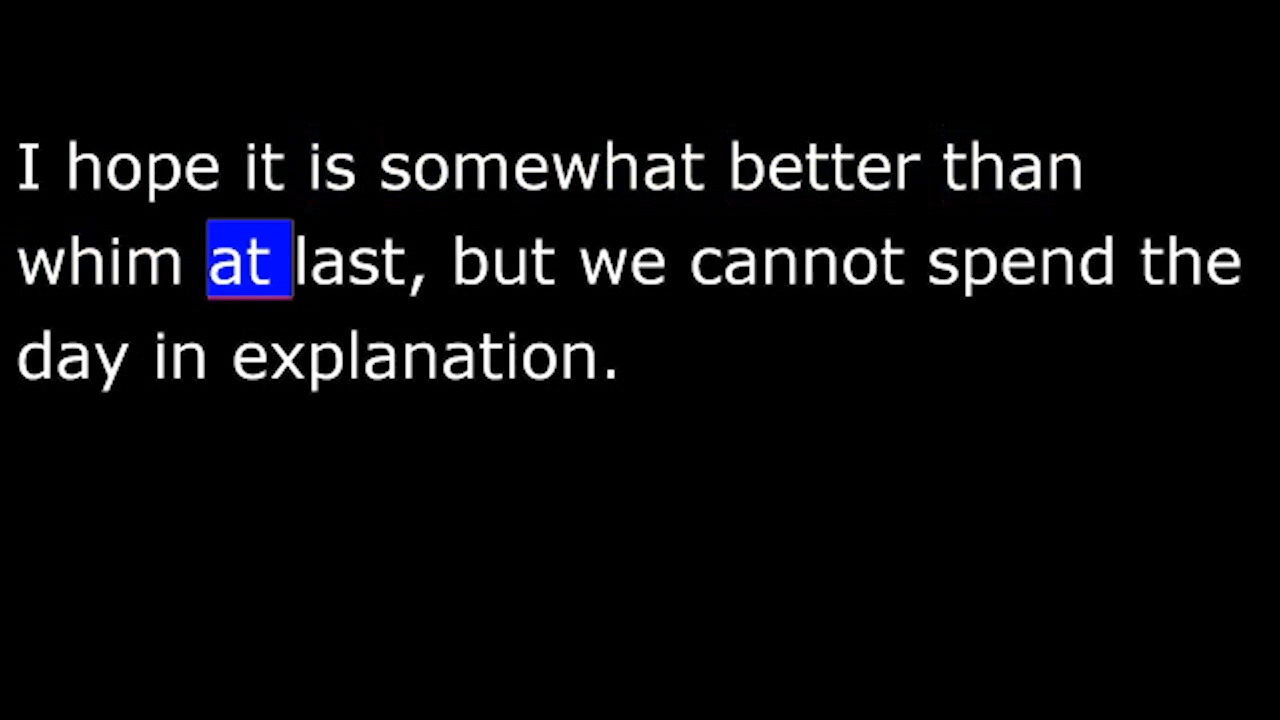 I hope it is somewhat better than
whim at last, but we cannot spend the
day in explanation.